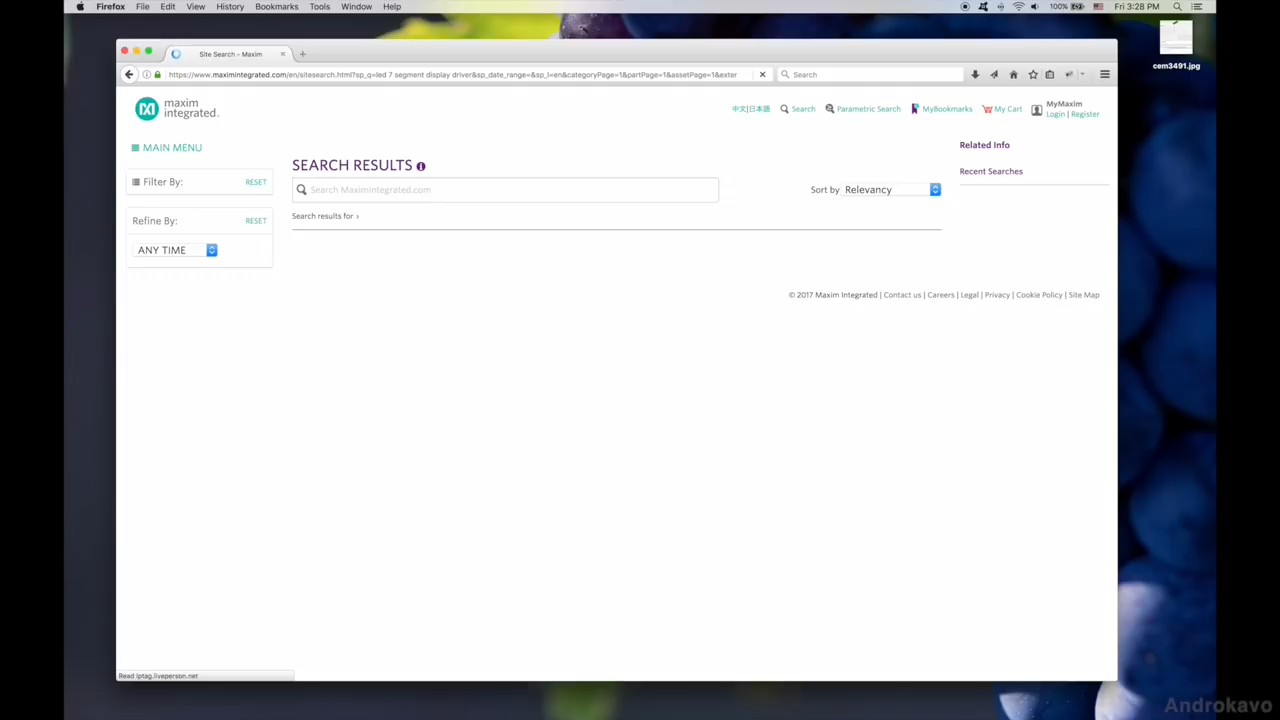 Firefox File Edit View History Bookmarks Tools Window Help
100% Fri 3:28 PM
cem3491.jpg
Site Search - Maxim
https://www.maximintegrated.com/en/sitesearch.html?sp_q=led 7 segment display driver&sp_date_range=&sp_l=en&categoryPage=1&partPage=1&assetPage=1&exter
Search
maxim
integrated.
中文|日本語 Search Parametric Search MyBookmarks My Cart
MyMaxim
Login | Register
MAIN MENU
Filter By: RESET
Refine By: RESET
ANY TIME
SEARCH RESULTS
Search Maximintegrated.com
Sort by Relevancy
Search results for ›
Related Info
Recent Searches
© 2017 Maxim Integrated | Contact us | Careers | Legal | Privacy | Cookie Policy | Site Map
Read lptag.liveperson.net
Androkavo